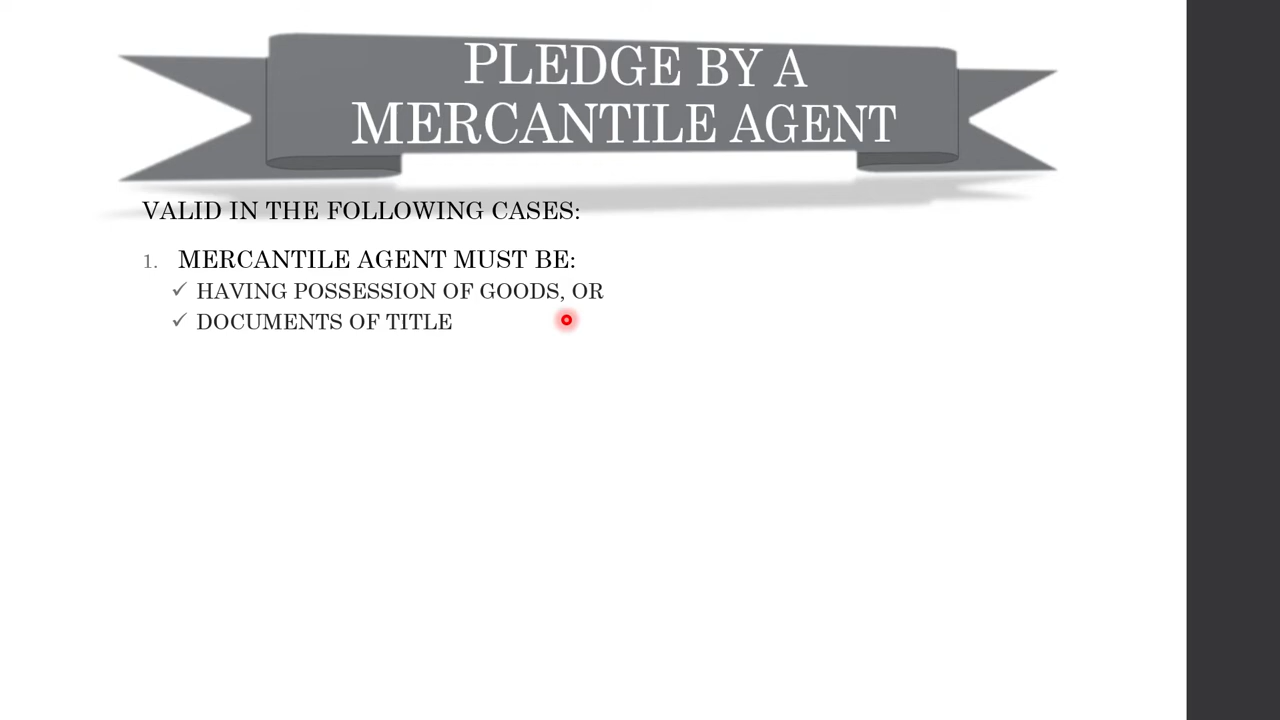 PLEDGE BY A
MERCANTILE AGENT
VALID IN THE FOLLOWING CASES:
1. MERCANTILE AGENT MUST BE:
✓ HAVING POSSESSION OF GOODS, OR
✓ DOCUMENTS OF TITLE